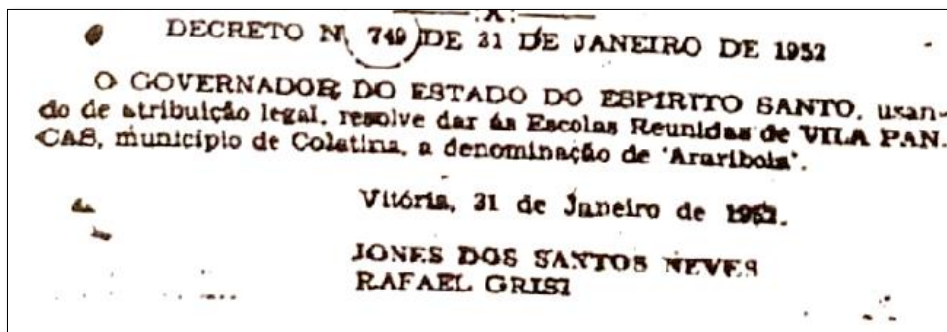 DECRETO N 749 DE 31 DE JANEIRO DE 1952
O GOVERNADOR DO ESTADO DO ESPIRITO SANTO, usan-
do de atribuição legal, resolve dar ás Escolas Reunidas de VILA PAN-
CAS, município de Colatina, a denominação de 'Arariboia'.
Vitória, 31 de Janeiro de 1952.
JONES DOS SANTOS NEVES
RAFAEL GRISI